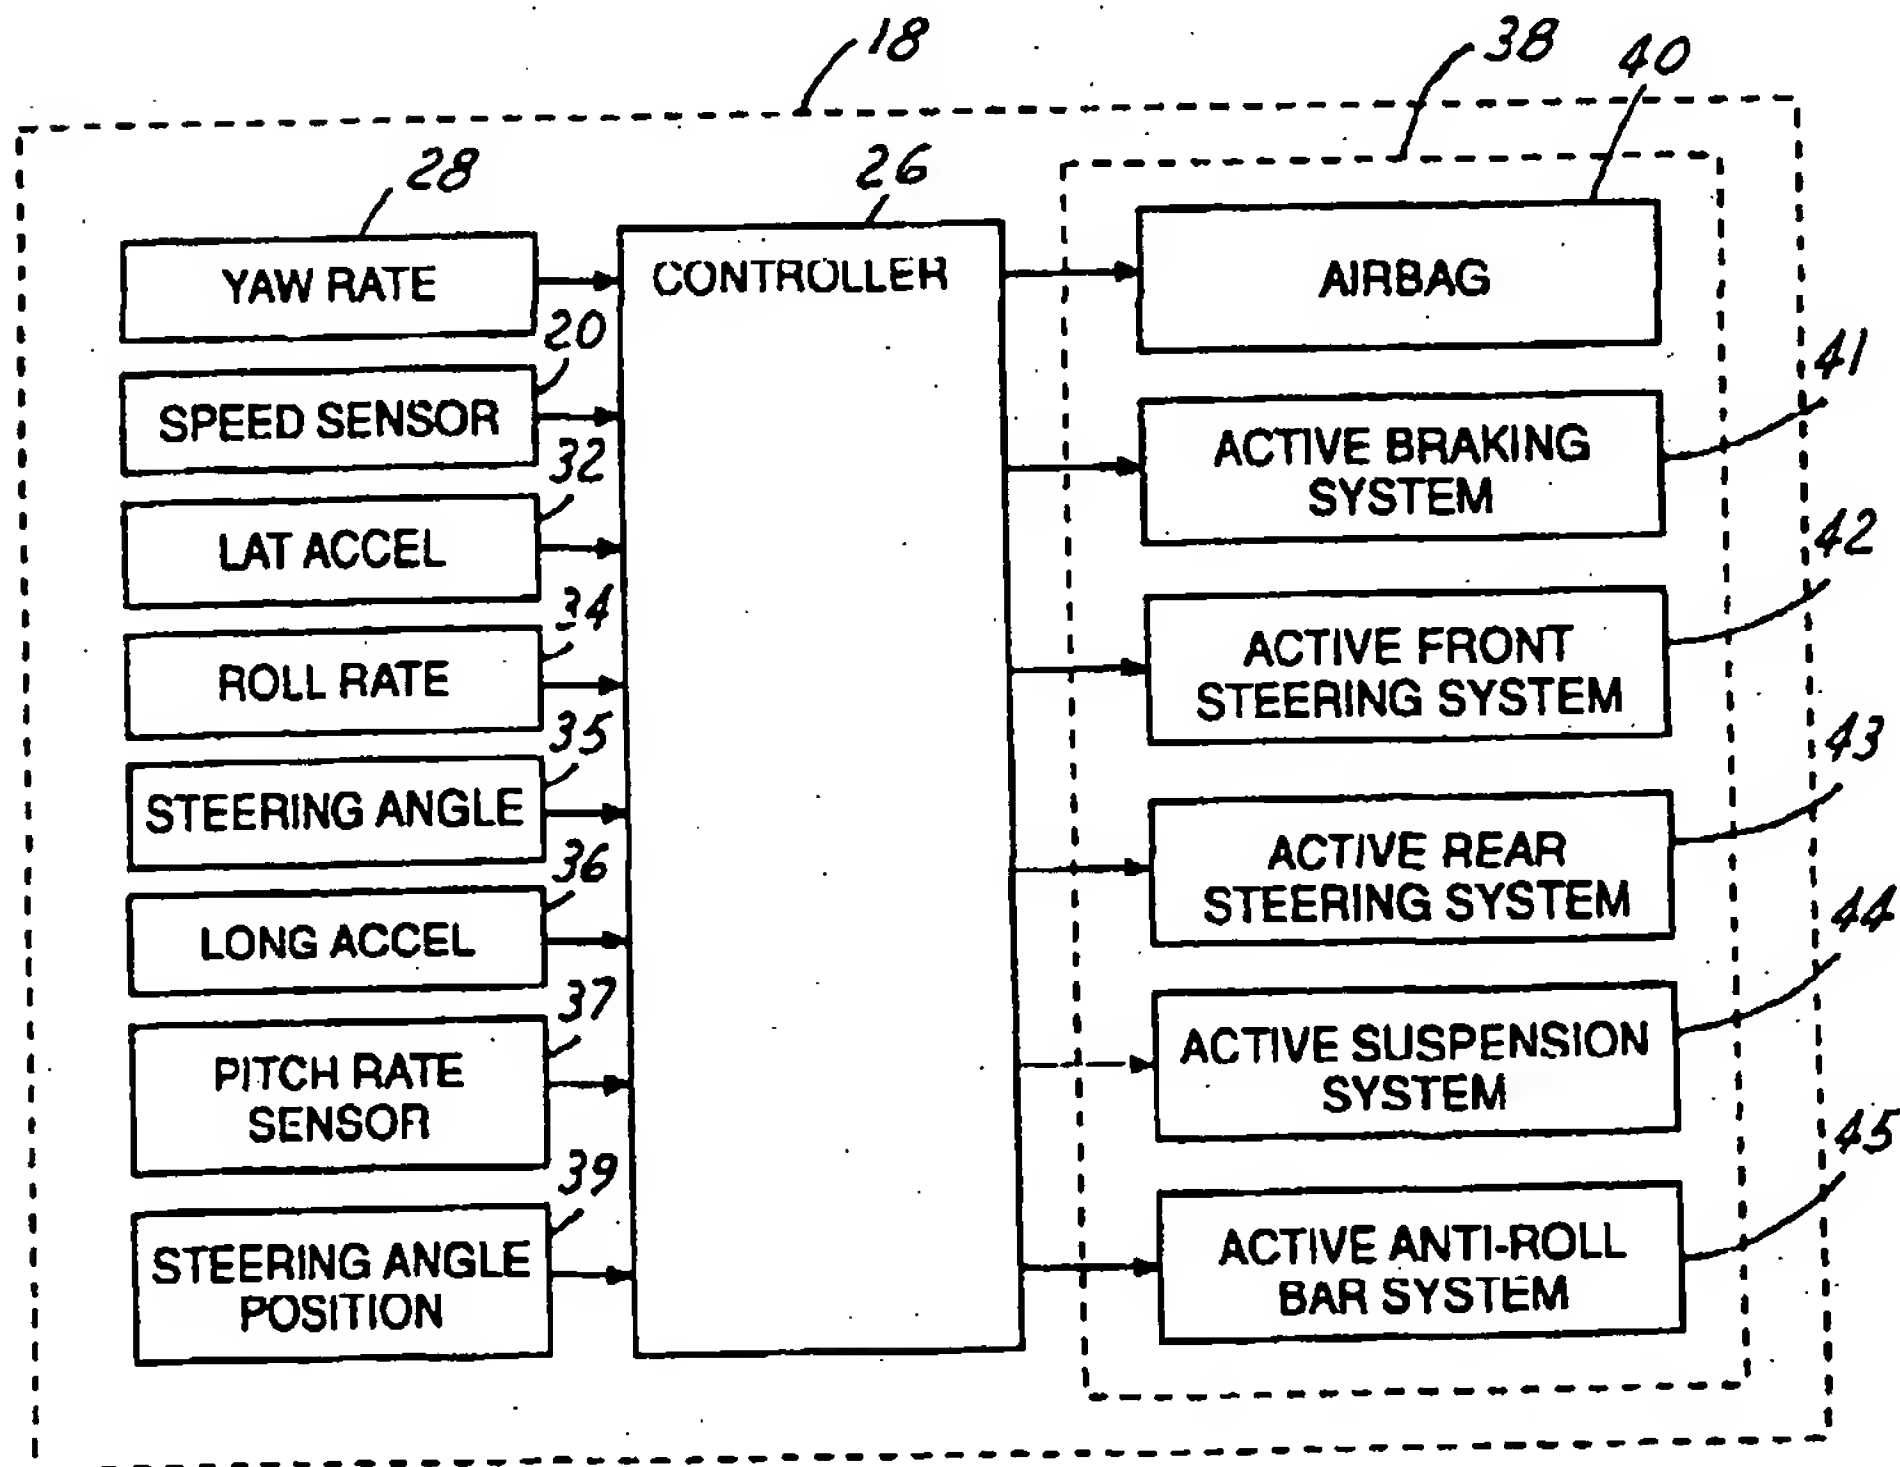 18
38
40
28
26
YAW RATE
CONTROLLER
AIRBAG
20
SPEED SENSOR
41
ACTIVE BRAKING
SYSTEM
32
LAT ACCEL
42
34
ROLL RATE
ACTIVE FRONT
STEERING SYSTEM
35
STEERING ANGLE
43
ACTIVE REAR
STEERING SYSTEM
36
LONG ACCEL
44
37
PITCH RATE
SENSOR
ACTIVE SUSPENSION
SYSTEM
39
STEERING ANGLE
POSITION
45
ACTIVE ANTI-ROLL
BAR SYSTEM